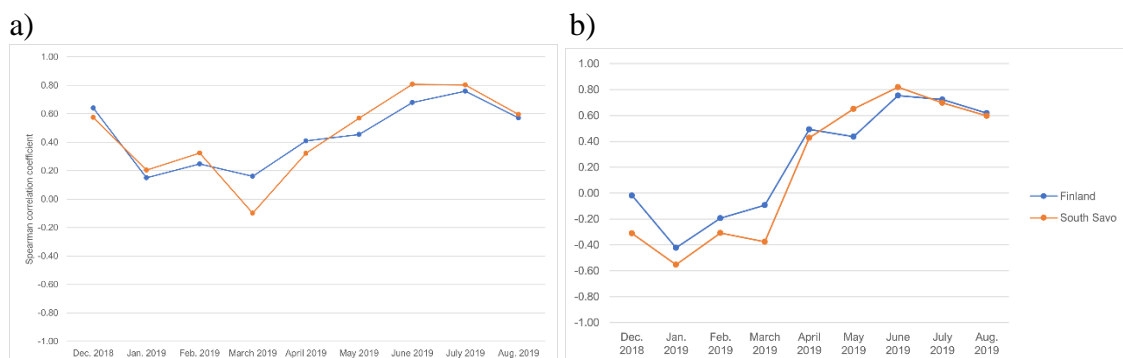 a)
1.00
0.80
0.60
0.40
0.20
0.00
-0.20
-0.40
-0.60
-0.80
-1.00
Spearman correlation coefficient
Dec. 2018 Jan. 2019 Feb. 2019 March 2019 April 2019 May 2019 June 2019 July 2019 Aug. 2019
b)
1.00
0.80
0.60
0.40
0.20
0.00
-0.20
-0.40
-0.60
-0.80
-1.00
Dec. Jan. Feb. March April May June July Aug.
2018 2019 2019 2019 2019 2019 2019 2019 2019
Finland
South Savo